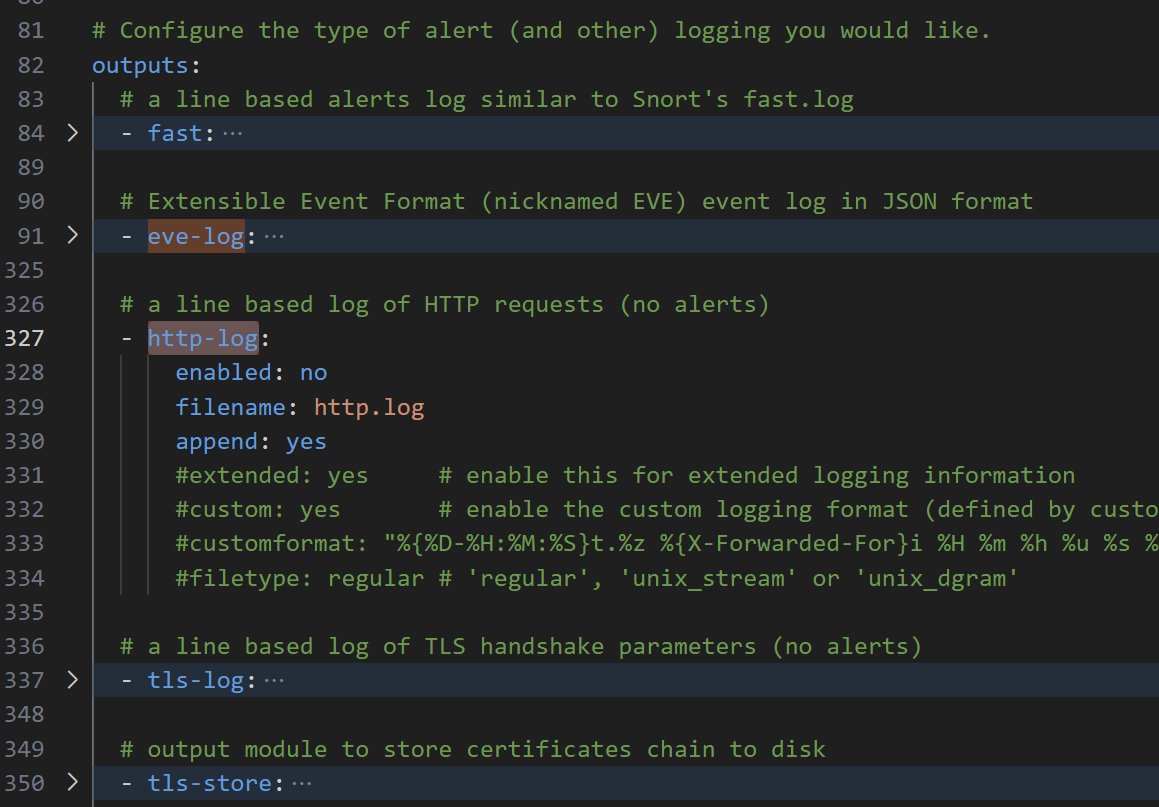 81 # Configure the type of alert (and other) logging you would like.
82 outputs:
83 # a line based alerts log similar to Snort's fast.log
84 > - fast: ···
89
90 # Extensible Event Format (nicknamed EVE) event log in JSON format
91 > - eve-log: ···
325
326 # a line based log of HTTP requests (no alerts)
327 - http-log:
328 enabled: no
329 filename: http.log
330 append: yes
331 #extended: yes # enable this for extended logging information
332 #custom: yes # enable the custom logging format (defined by custo
333 #customformat: "%{%D-%H:%M:%S}t.%z %{X-Forwarded-For}i %H %m %h %u %s %
334 #filetype: regular # 'regular', 'unix_stream' or 'unix_dgram'
335
336 # a line based log of TLS handshake parameters (no alerts)
337 > - tls-log: ···
348
349 # output module to store certificates chain to disk
350 > - tls-store: ···